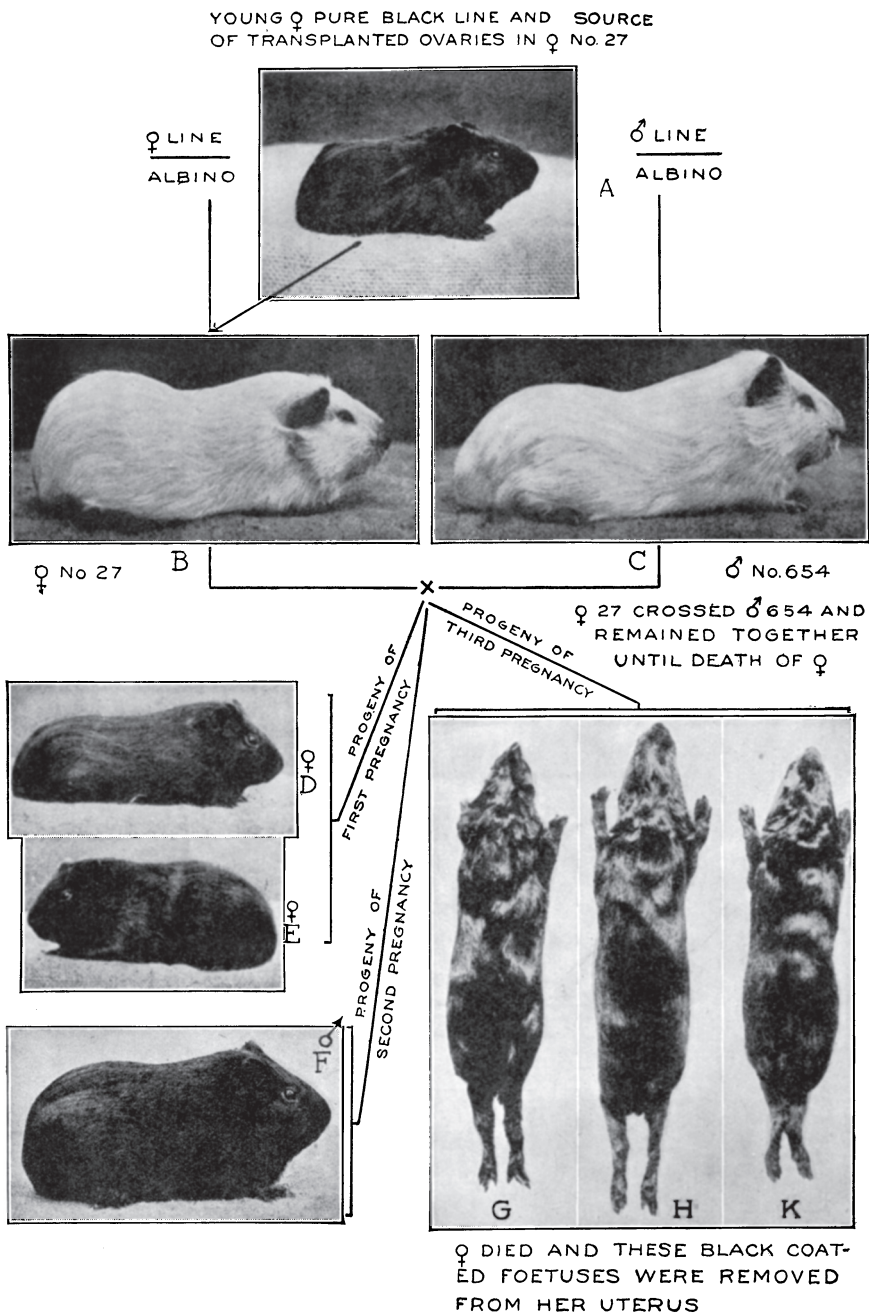 YOUNG ♀ PURE BLACK LINE AND SOURCE
OF TRANSPLANTED OVARIES IN ♀ No. 27
♀ LINE
ALBINO
♂ LINE
ALBINO
A
B
C
♀ No 27
♂ No. 654
×
♀ 27 CROSSED ♂ 654 AND
REMAINED TOGETHER
UNTIL DEATH OF ♀
PROGENY OF
FIRST PREGNANCY
PROGENY OF
SECOND PREGNANCY
PROGENY OF
THIRD PREGNANCY
D ♀
E ♀
F ♂
G
H
K
♀ DIED AND THESE BLACK COAT-
ED FOETUSES WERE REMOVED
FROM HER UTERUS